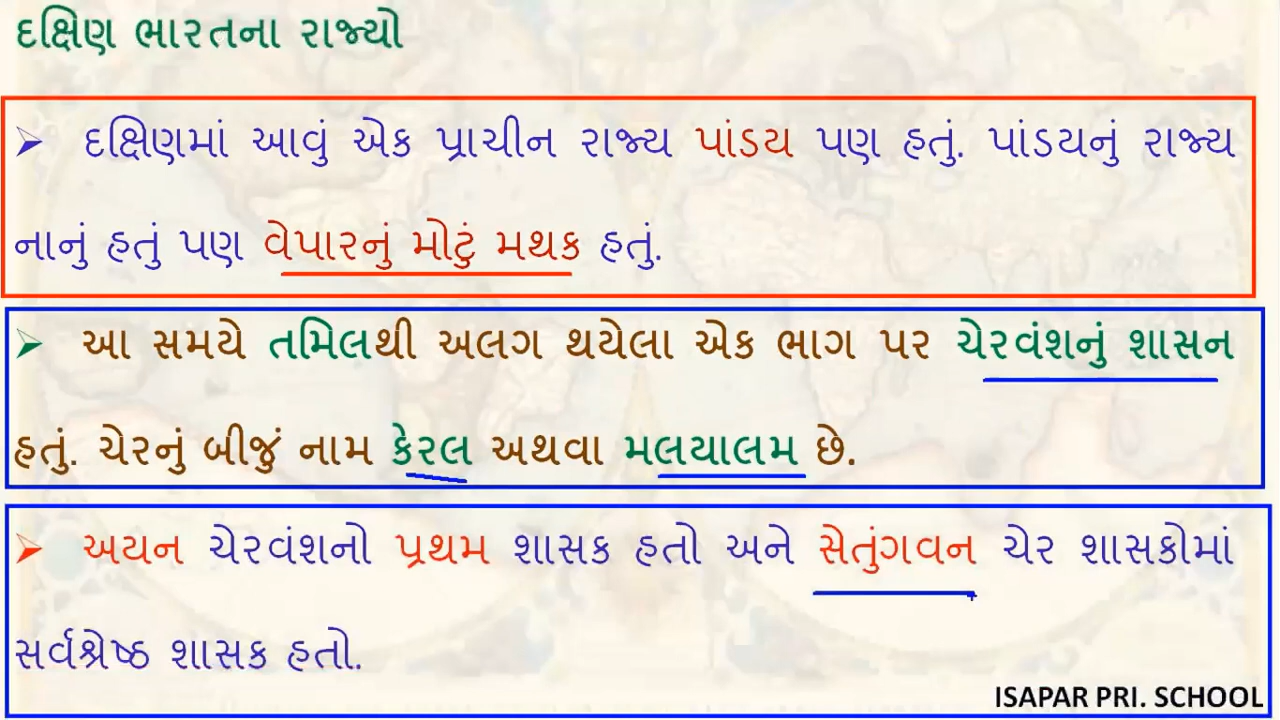 દક્ષિણ ભારતના રાજ્યો
➢ દક્ષિણમાં આવું એક પ્રાચીન રાજ્ય પાંડય પણ હતું. પાંડયનું રાજ્ય
નાનું હતું પણ વેપારનું મોટું મથક હતું.
➢ આ સમયે તમિલથી અલગ થયેલા એક ભાગ પર ચેરવંશનું શાસન
હતું. ચેરનું બીજું નામ કેરલ અથવા મલયાલમ છે.
➢ અયન ચેરવંશનો પ્રથમ શાસક હતો અને સેતુંગવન ચેર શાસકોમાં
સર્વશ્રેષ્ઠ શાસક હતો.
ISAPAR PRI. SCHOOL